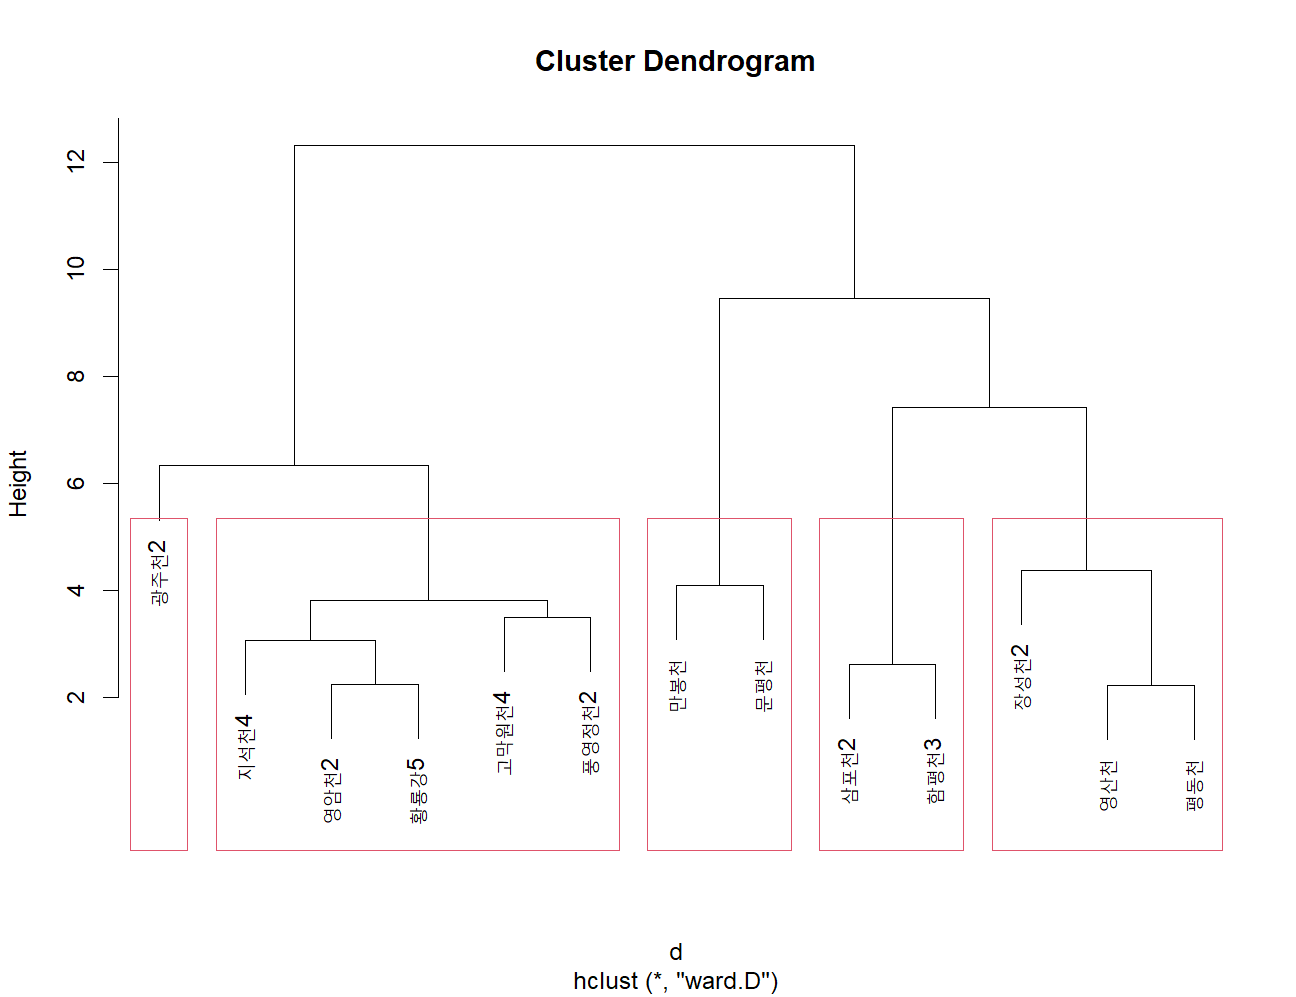 Cluster Dendrogram
Height
12
10
8
6
4
2
광주천2
지석천4
영암천2
황룡강5
고막원천4
풍영정천2
만봉천
문평천
삼포천2
함평천3
장성천2
영산천
평동천
d
hclust (*, "ward.D")